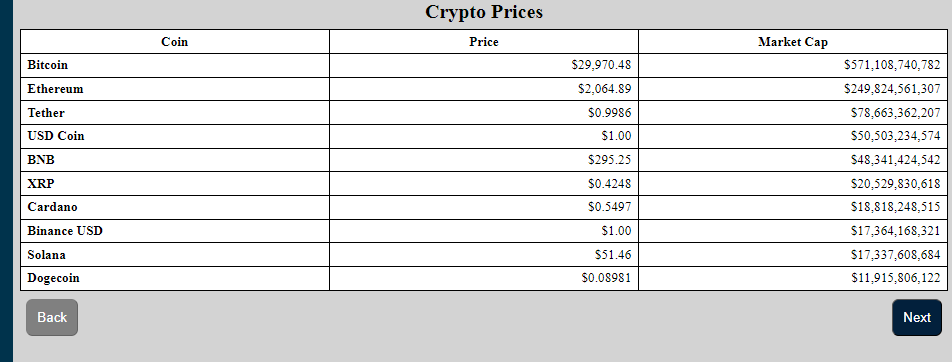 Crypto Prices
Coin Price Market Cap
Bitcoin $29,970.48 $571,108,740,782
Ethereum $2,064.89 $249,824,561,307
Tether $0.9986 $78,663,362,207
USD Coin $1.00 $50,503,234,574
BNB $295.25 $48,341,424,542
XRP $0.4248 $20,529,830,618
Cardano $0.5497 $18,818,248,515
Binance USD $1.00 $17,364,168,321
Solana $51.46 $17,337,608,684
Dogecoin $0.08981 $11,915,806,122
Back Next